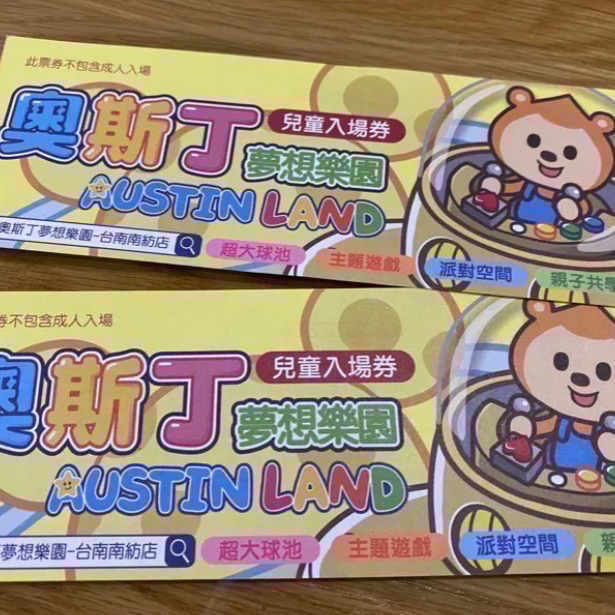 此票券不包含成人入場
奧斯丁
兒童入場券
夢想樂園
AUSTIN LAND
奧斯丁夢想樂園-台南南紡店
超大球池
主題遊戲
派對空間
親子共學
券不包含成人入場
奧斯丁
兒童入場券
夢想樂園
AUSTIN LAND
夢想樂園-台南南紡店
超大球池
主題遊戲
派對空間
親